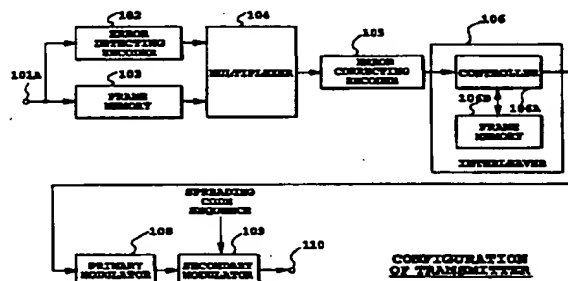 102
ERROR
DETECTING
ENCODER
104
MULTIPLEXER
105
ERROR
CORRECTING
ENCODER
106
CONTROLLER
101A
103
FRAME
MEMORY
106B
106A
FRAME
MEMORY
INTERLEAVER
SPREADING
CODE
SEQUENCE
108
PRIMARY
MODULATOR
109
SECONDARY
MODULATOR
110
CONFIGURATION
OF TRANSMITTER